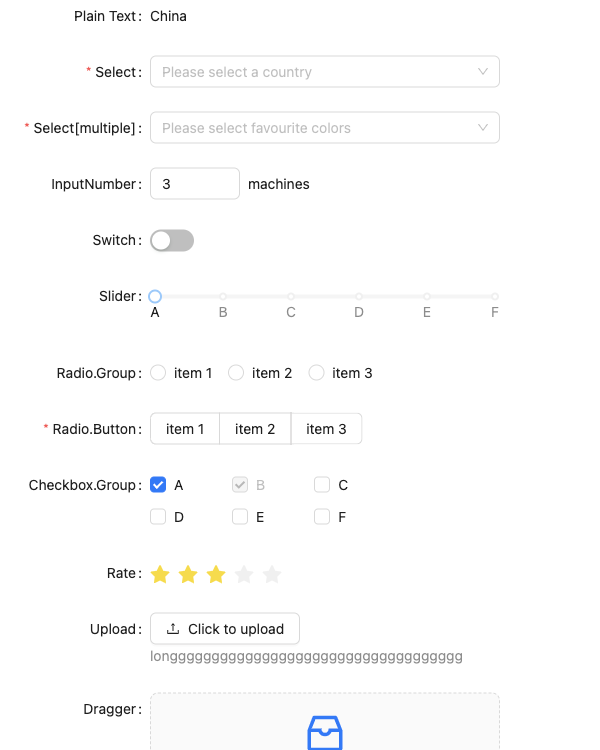 Plain Text: China
* Select: Please select a country
* Select[multiple]: Please select favourite colors
InputNumber: 3 machines
Switch:
Slider:
A B C D E F
Radio.Group: item 1 item 2 item 3
* Radio.Button: item 1 item 2 item 3
Checkbox.Group: A B C
D E F
Rate:
Upload: Click to upload
longgggggggggggggggggggggggggggggggggg
Dragger: